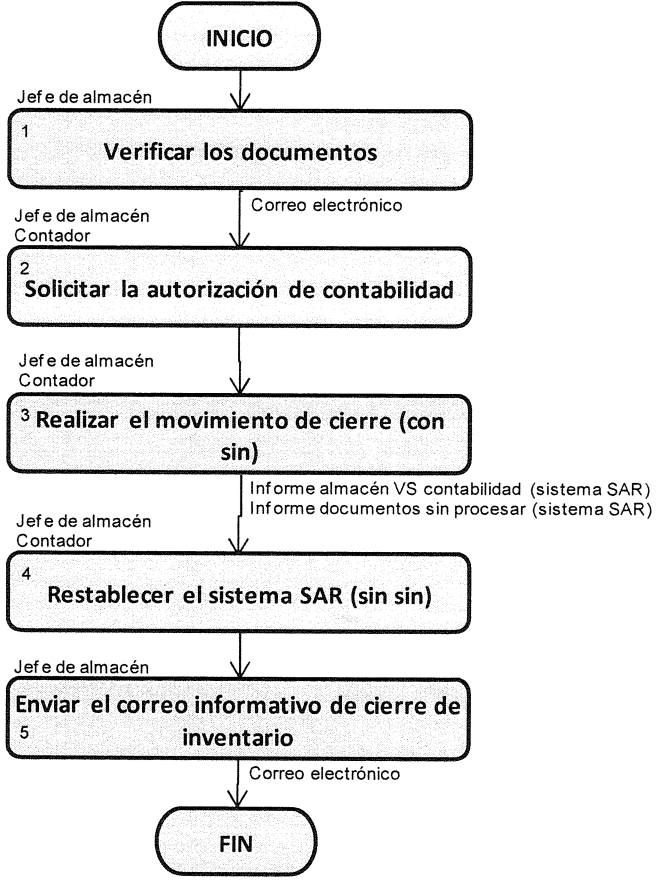 INICIO
Jefe de almacén
1
Verificar los documentos
Correo electrónico
Jefe de almacén
Contador
2
Solicitar la autorización de contabilidad
Jefe de almacén
Contador
3 Realizar el movimiento de cierre (con
sin)
Informe almacén VS contabilidad (sistema SAR)
Informe documentos sin procesar (sistema SAR)
Jefe de almacén
Contador
4
Restablecer el sistema SAR (sin sin)
Jefe de almacén
Enviar el correo informativo de cierre de
5 inventario
Correo electrónico
FIN